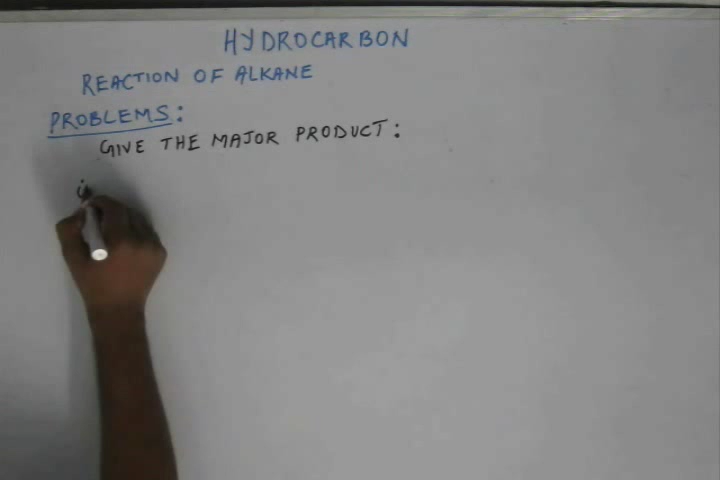 HYDROCARBON
REACTION OF ALKANE
PROBLEMS:
GIVE THE MAJOR PRODUCT:
i